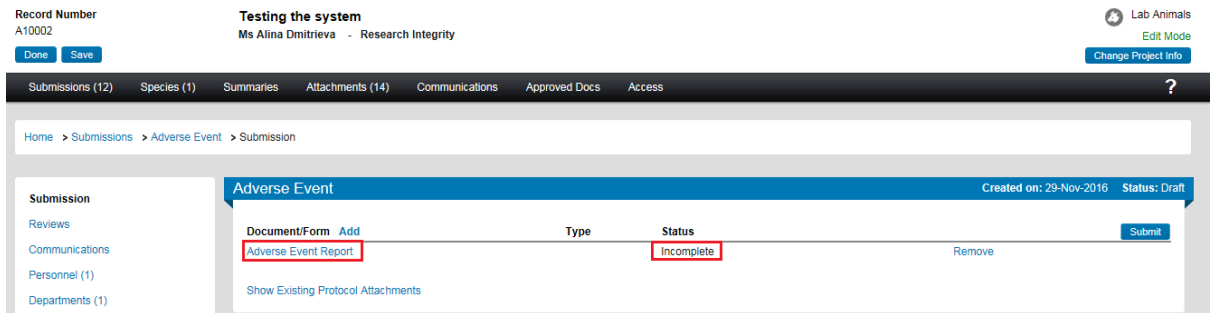 Record Number
A10002
Done Save
Testing the system
Ms Alina Dmitrieva - Research Integrity
Lab Animals
Edit Mode
Change Project Info
Submissions (12) Species (1) Summaries Attachments (14) Communications Approved Docs Access ?
Home > Submissions > Adverse Event > Submission
Submission
Reviews
Communications
Personnel (1)
Departments (1)
Adverse Event Created on: 29-Nov-2016 Status: Draft
Document/Form Add Type Status Submit
Adverse Event Report Incomplete Remove
Show Existing Protocol Attachments